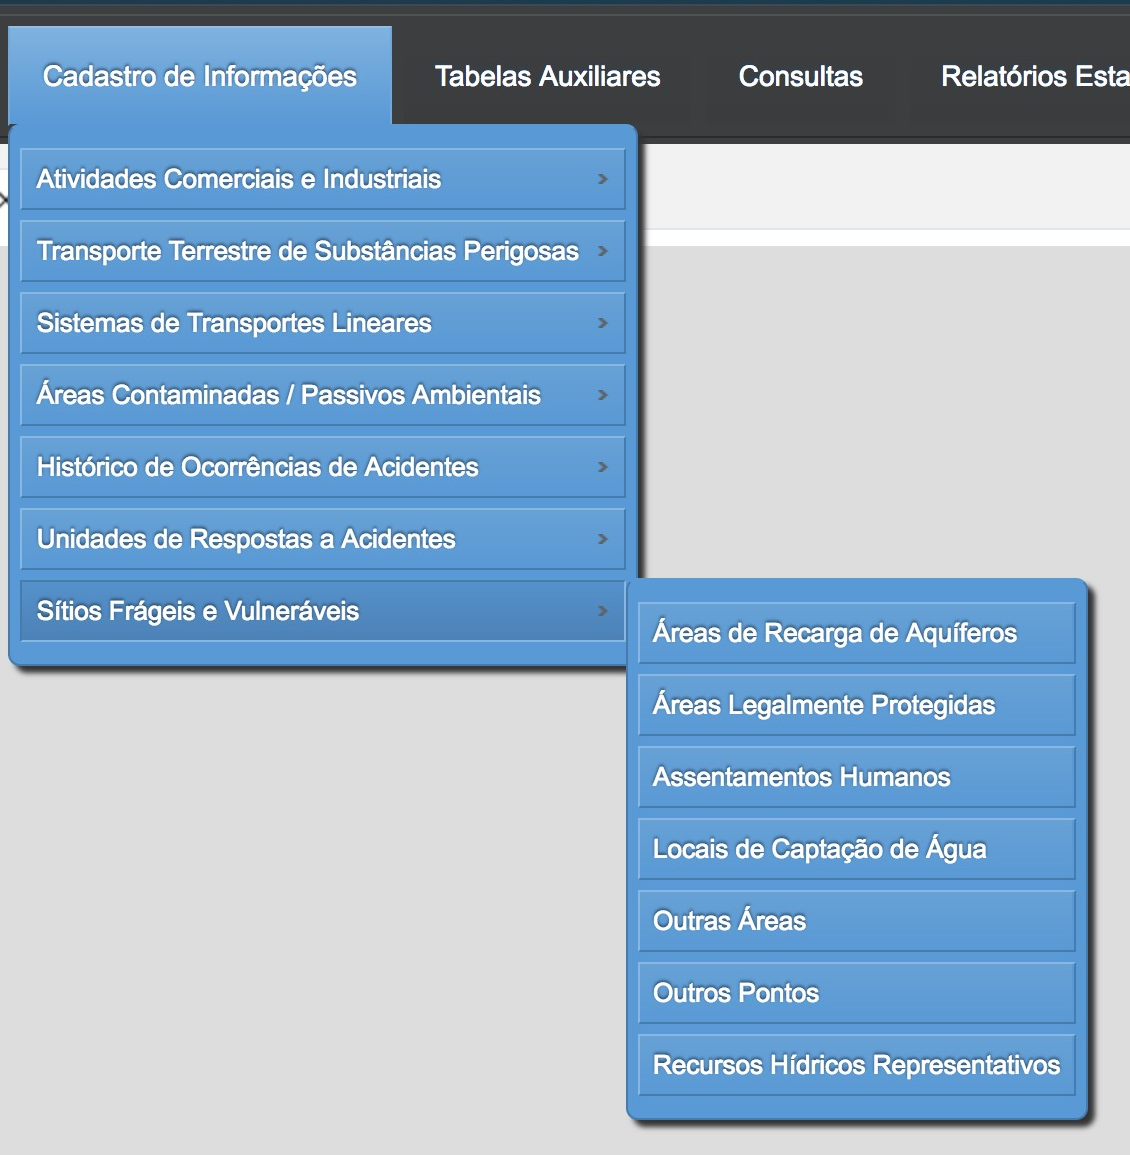 Cadastro de Informações
Tabelas Auxiliares
Consultas
Relatórios Esta
Atividades Comerciais e Industriais
Transporte Terrestre de Substâncias Perigosas
Sistemas de Transportes Lineares
Áreas Contaminadas / Passivos Ambientais
Histórico de Ocorrências de Acidentes
Unidades de Respostas a Acidentes
Sítios Frágeis e Vulneráveis
Áreas de Recarga de Aquíferos
Áreas Legalmente Protegidas
Assentamentos Humanos
Locais de Captação de Água
Outras Áreas
Outros Pontos
Recursos Hídricos Representativos